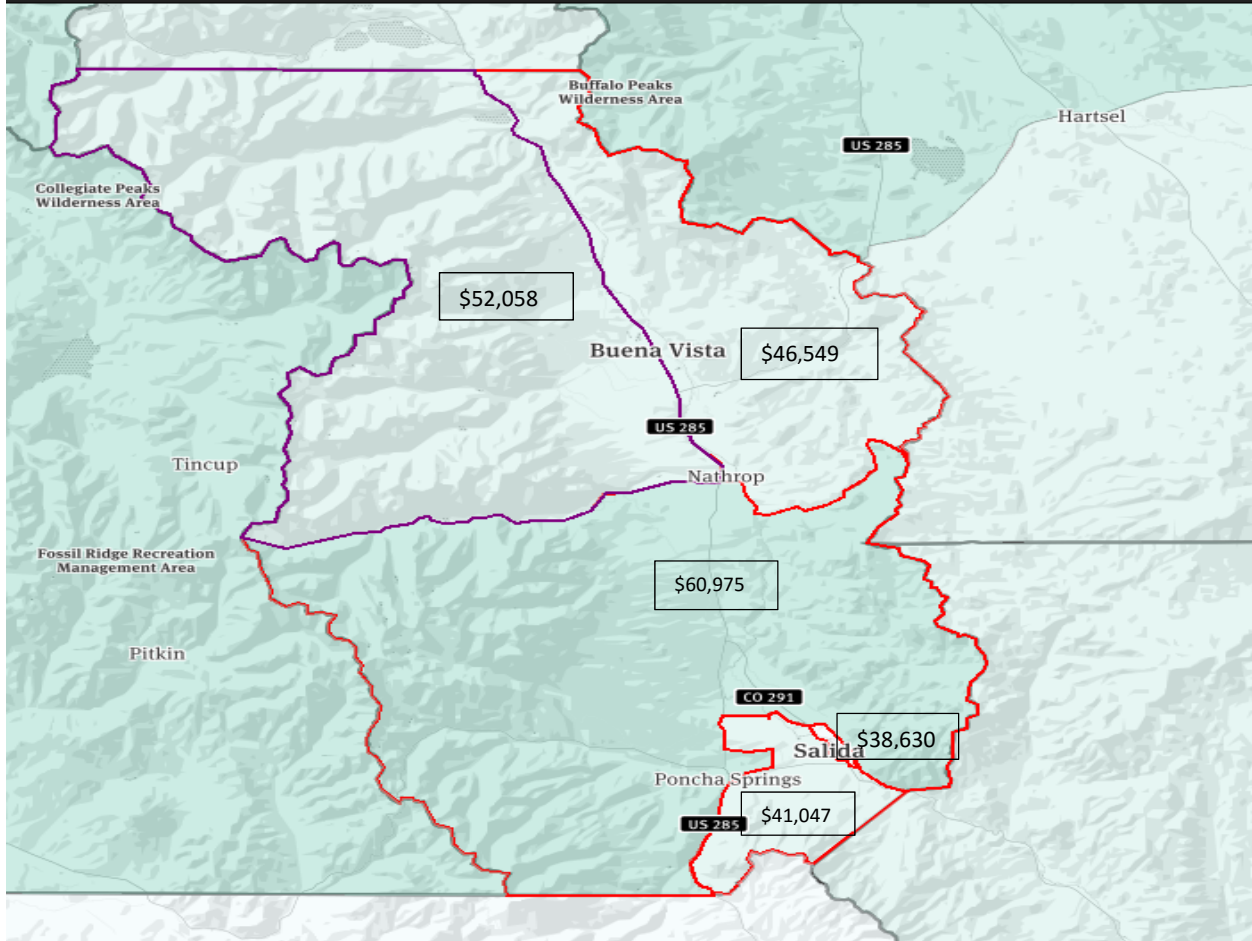 Buffalo Peaks
Wilderness Area
Hartsel
US 285
Collegiate Peaks
Wilderness Area
$52,058
Buena Vista
$46,549
US 285
Tincup
Nathrop
Fossil Ridge Recreation
Management Area
$60,975
Pitkin
CO 291
$38,630
Salida
Poncha Springs
$41,047
US 285